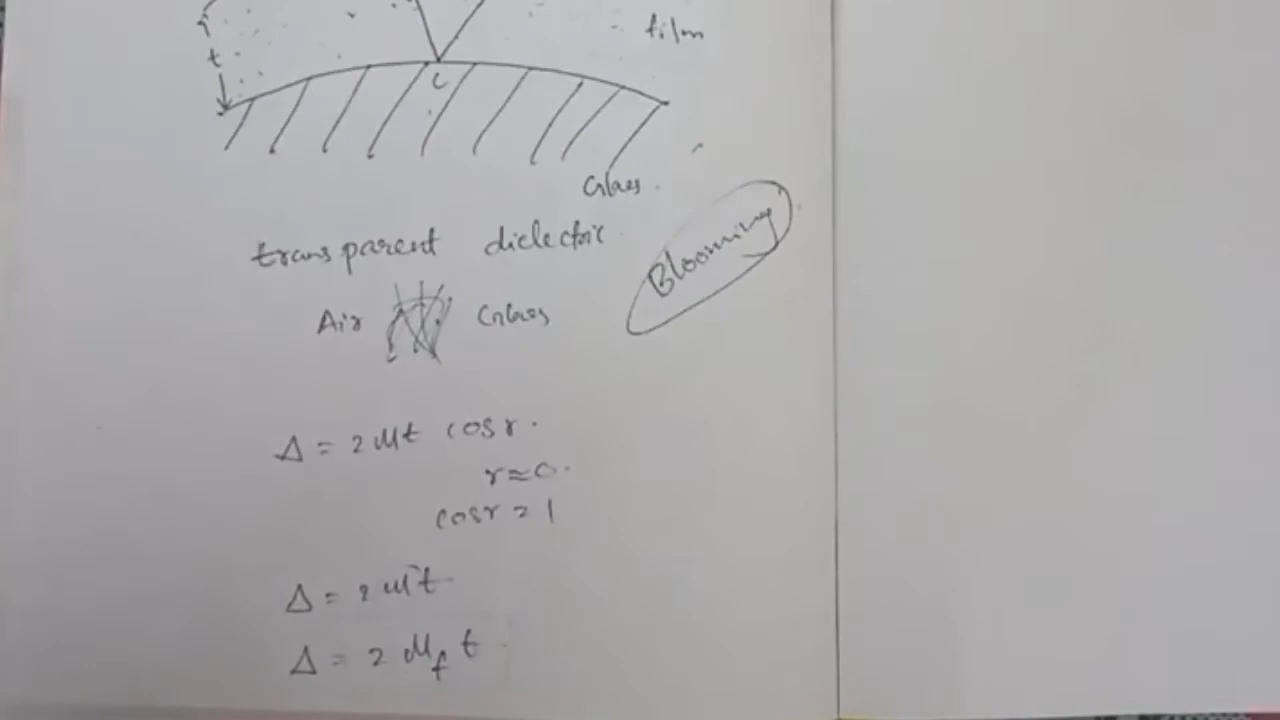 film
t
C
Glass.
transparent dielectric
Blooming
Air Glass
Δ = 2μt cos r.
r≈0.
cos r = 1
Δ = 2μt
Δ = 2μf t.